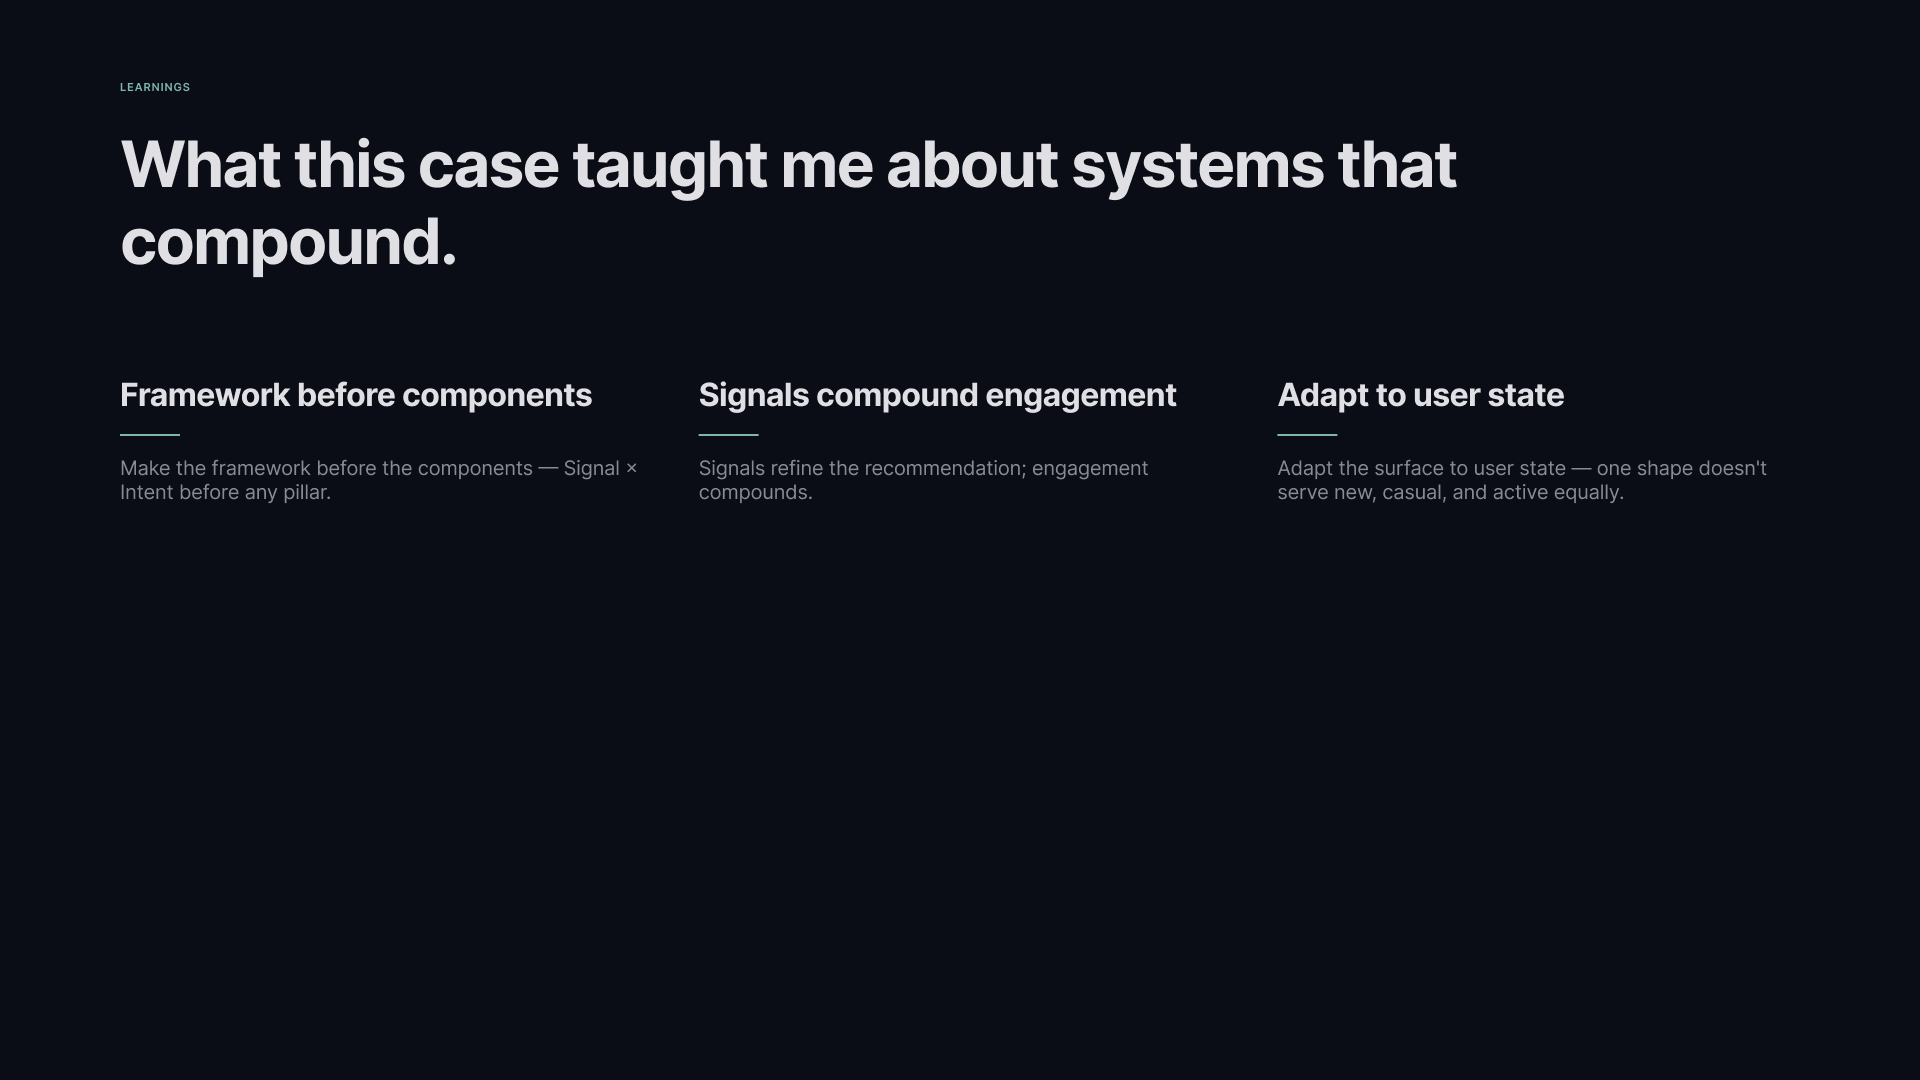 LEARNINGS
What this case taught me about systems that
compound.
Framework before components
Make the framework before the components — Signal ×
Intent before any pillar.
Signals compound engagement
Signals refine the recommendation; engagement
compounds.
Adapt to user state
Adapt the surface to user state — one shape doesn't
serve new, casual, and active equally.